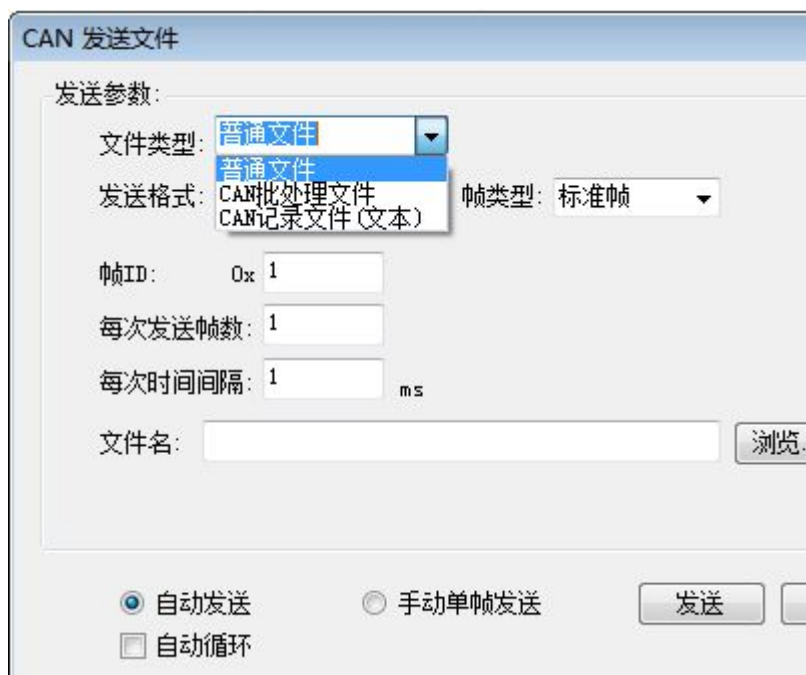 CAN 发送文件
发送参数:
文件类型: 普通文件
普通文件
发送格式: CAN批处理文件 帧类型: 标准帧
CAN记录文件(文本)
帧ID: 0x 1
每次发送帧数: 1
每次时间间隔: 1 ms
文件名: 浏览.
自动发送 手动单帧发送 发送
自动循环